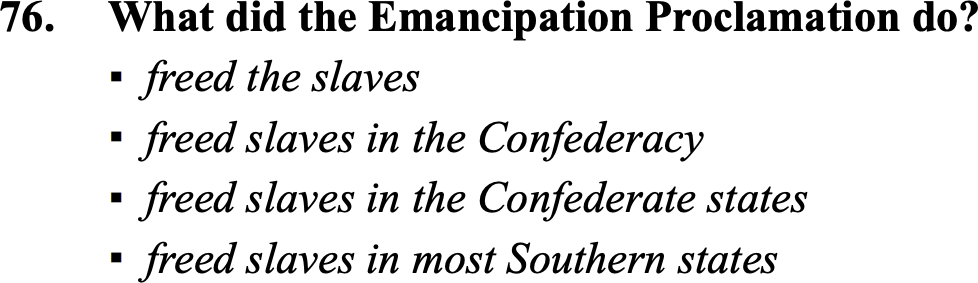 76. What did the Emancipation Proclamation do?
▪ freed the slaves
▪ freed slaves in the Confederacy
▪ freed slaves in the Confederate states
▪ freed slaves in most Southern states